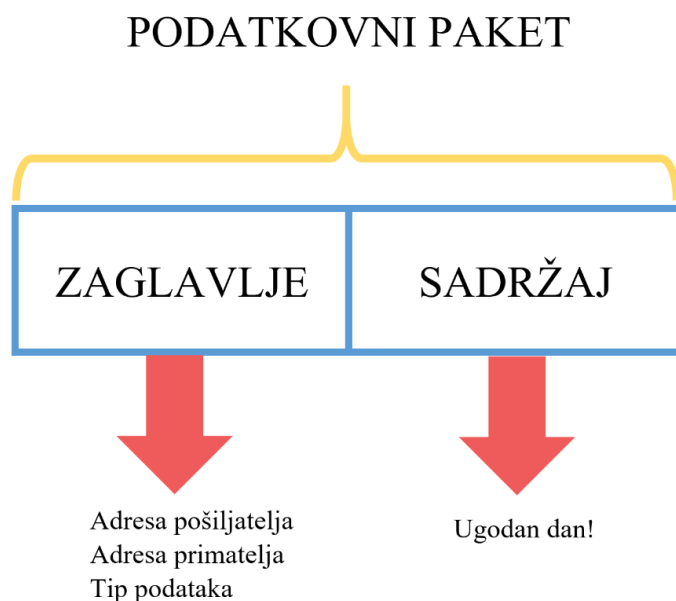 PODATKOVNI PAKET
ZAGLAVLJE
SADRŽAJ
Adresa pošiljatelja
Adresa primatelja
Tip podataka
Ugodan dan!